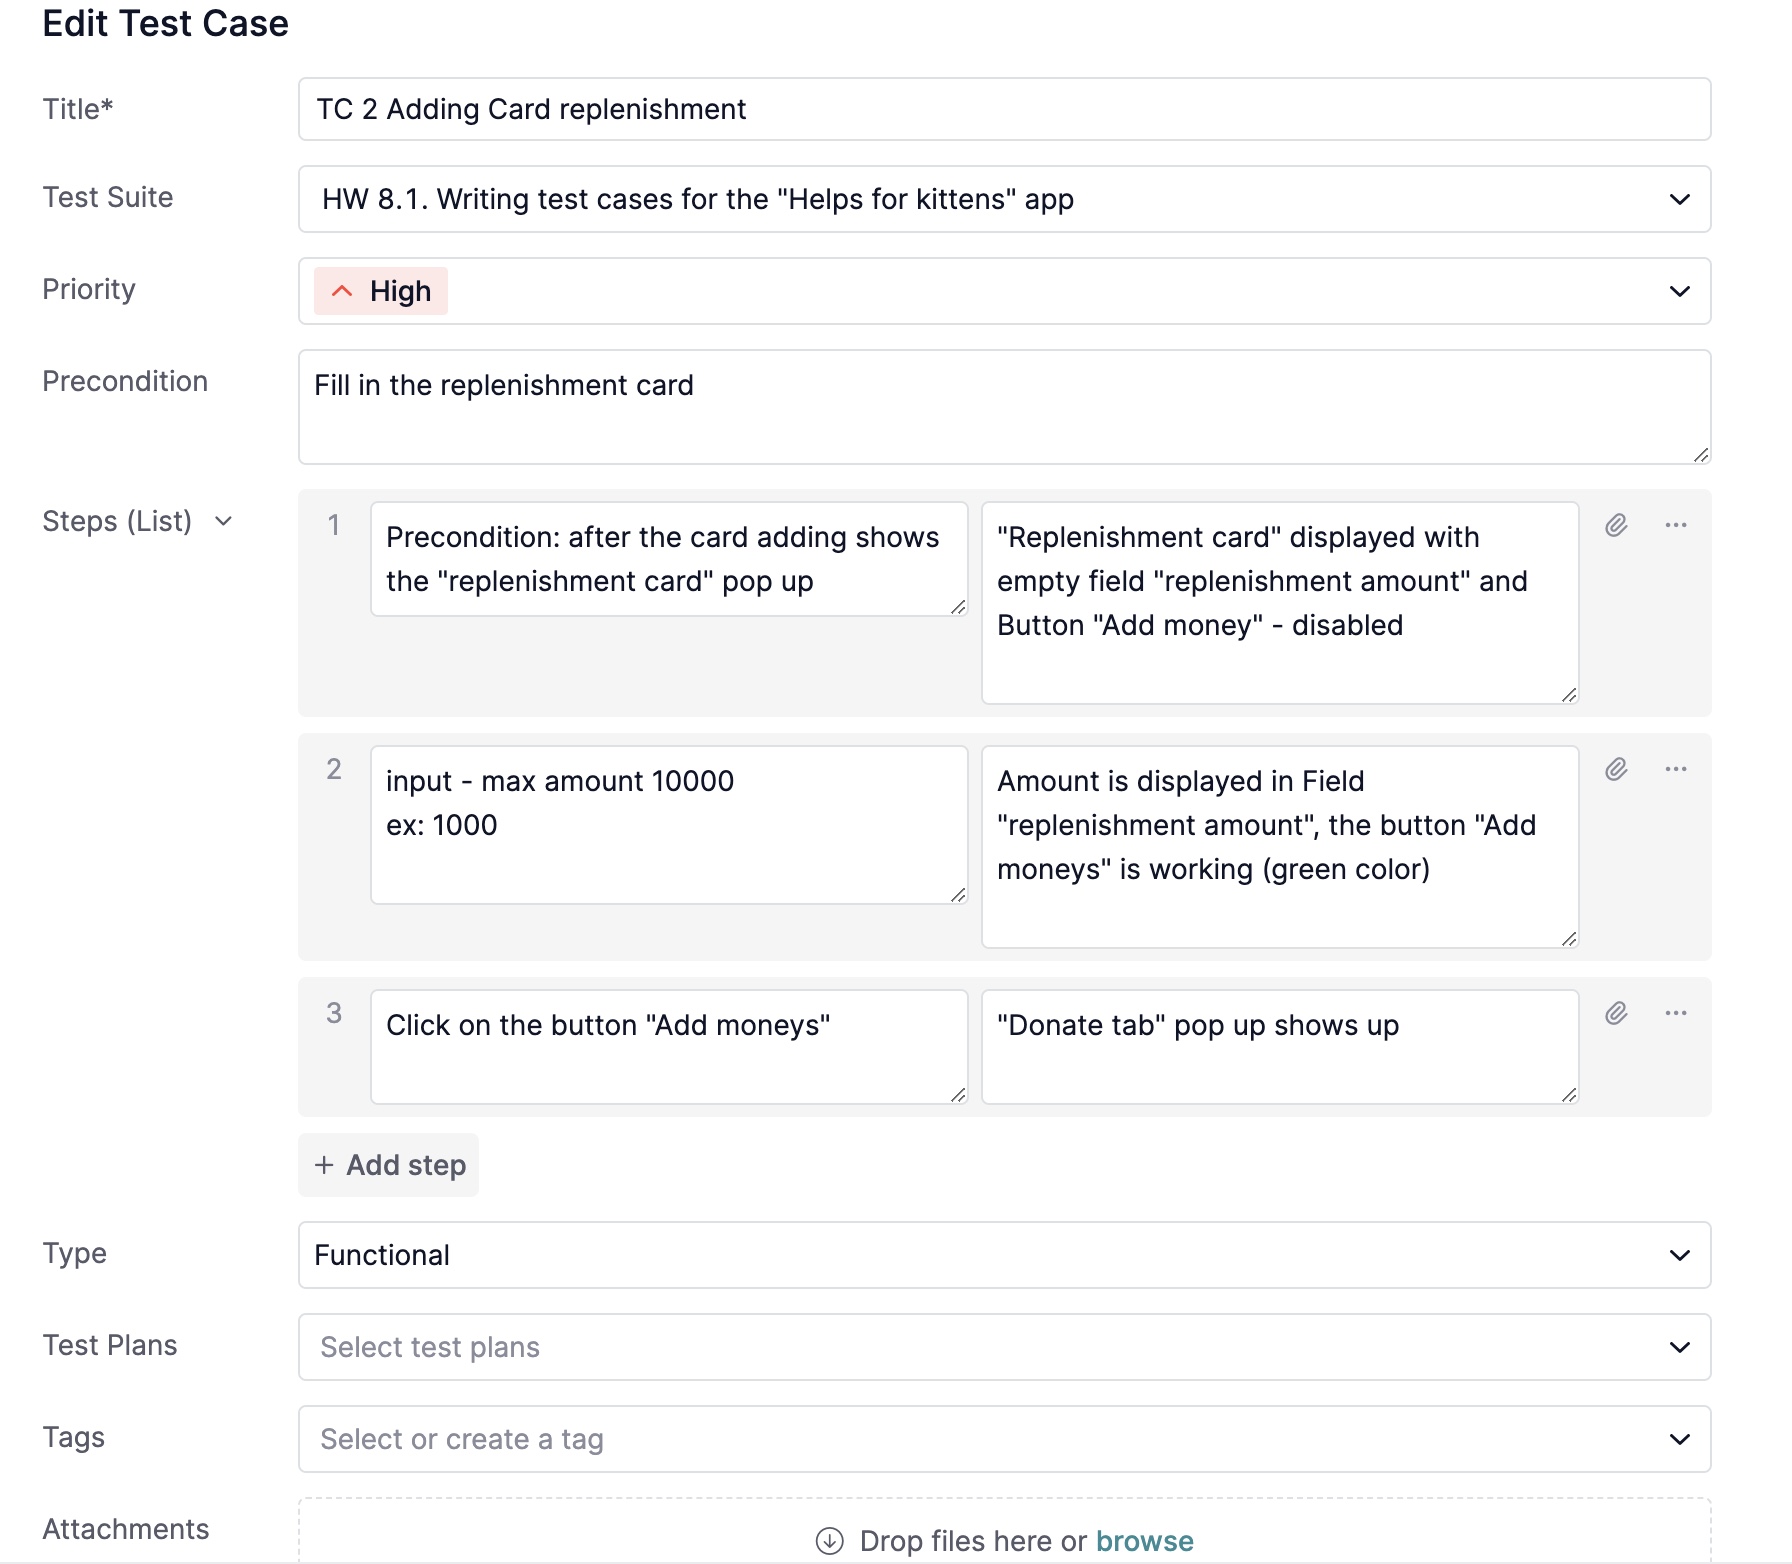 Edit Test Case
Title*
TC 2 Adding Card replenishment
Test Suite
HW 8.1. Writing test cases for the "Helps for kittens" app
Priority
High
Precondition
Fill in the replenishment card
Steps (List)
1
Precondition: after the card adding shows
the "replenishment card" pop up
"Replenishment card" displayed with
empty field "replenishment amount" and
Button "Add money" - disabled
2
input - max amount 10000
ex: 1000
Amount is displayed in Field
"replenishment amount", the button "Add
moneys" is working (green color)
3
Click on the button "Add moneys"
"Donate tab" pop up shows up
+ Add step
Type
Functional
Test Plans
Select test plans
Tags
Select or create a tag
Attachments
Drop files here or browse